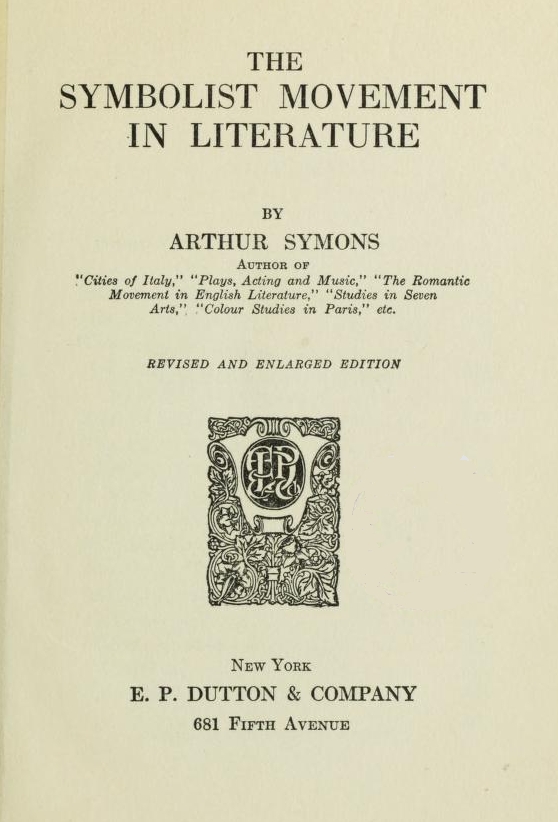 THE
SYMBOLIST MOVEMENT
IN LITERATURE
BY
ARTHUR SYMONS
AUTHOR OF
"Cities of Italy," "Plays, Acting and Music," "The Romantic
Movement in English Literature," "Studies in Seven
Arts," "Colour Studies in Paris," etc.
REVISED AND ENLARGED EDITION
NEW YORK
E. P. DUTTON & COMPANY
681 FIFTH AVENUE